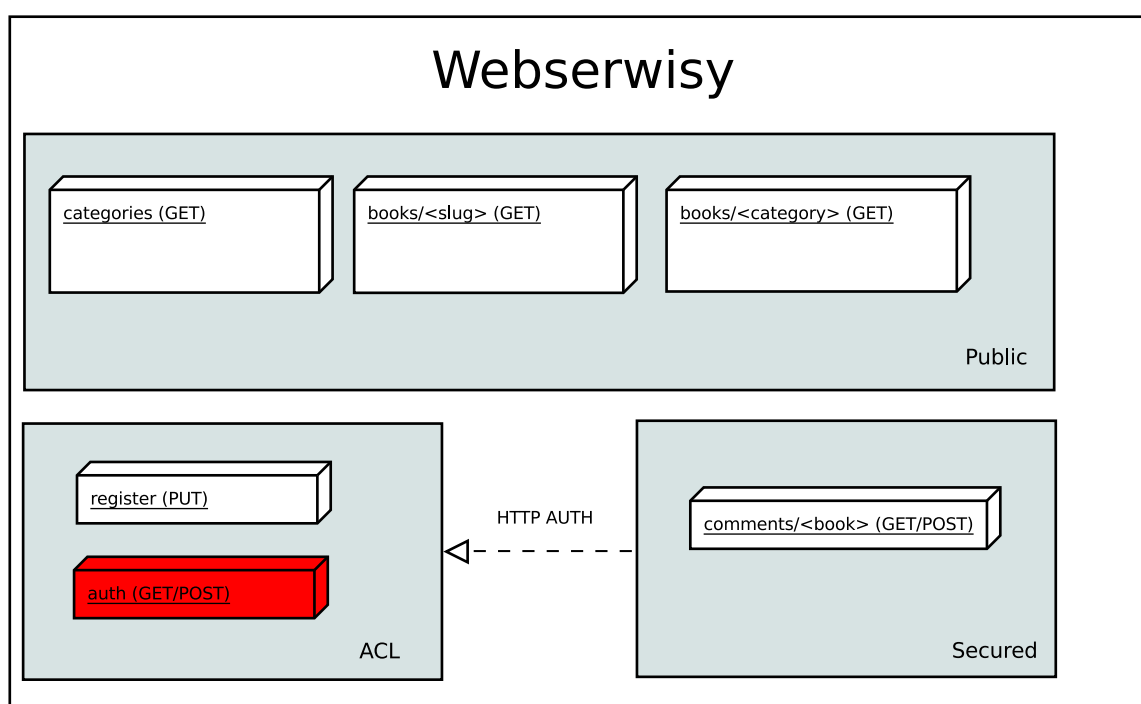 Webserwisy
categories (GET)
books/<slug> (GET)
books/<category> (GET)
Public
register (PUT)
auth (GET/POST)
ACL
HTTP AUTH
comments/<book> (GET/POST)
Secured